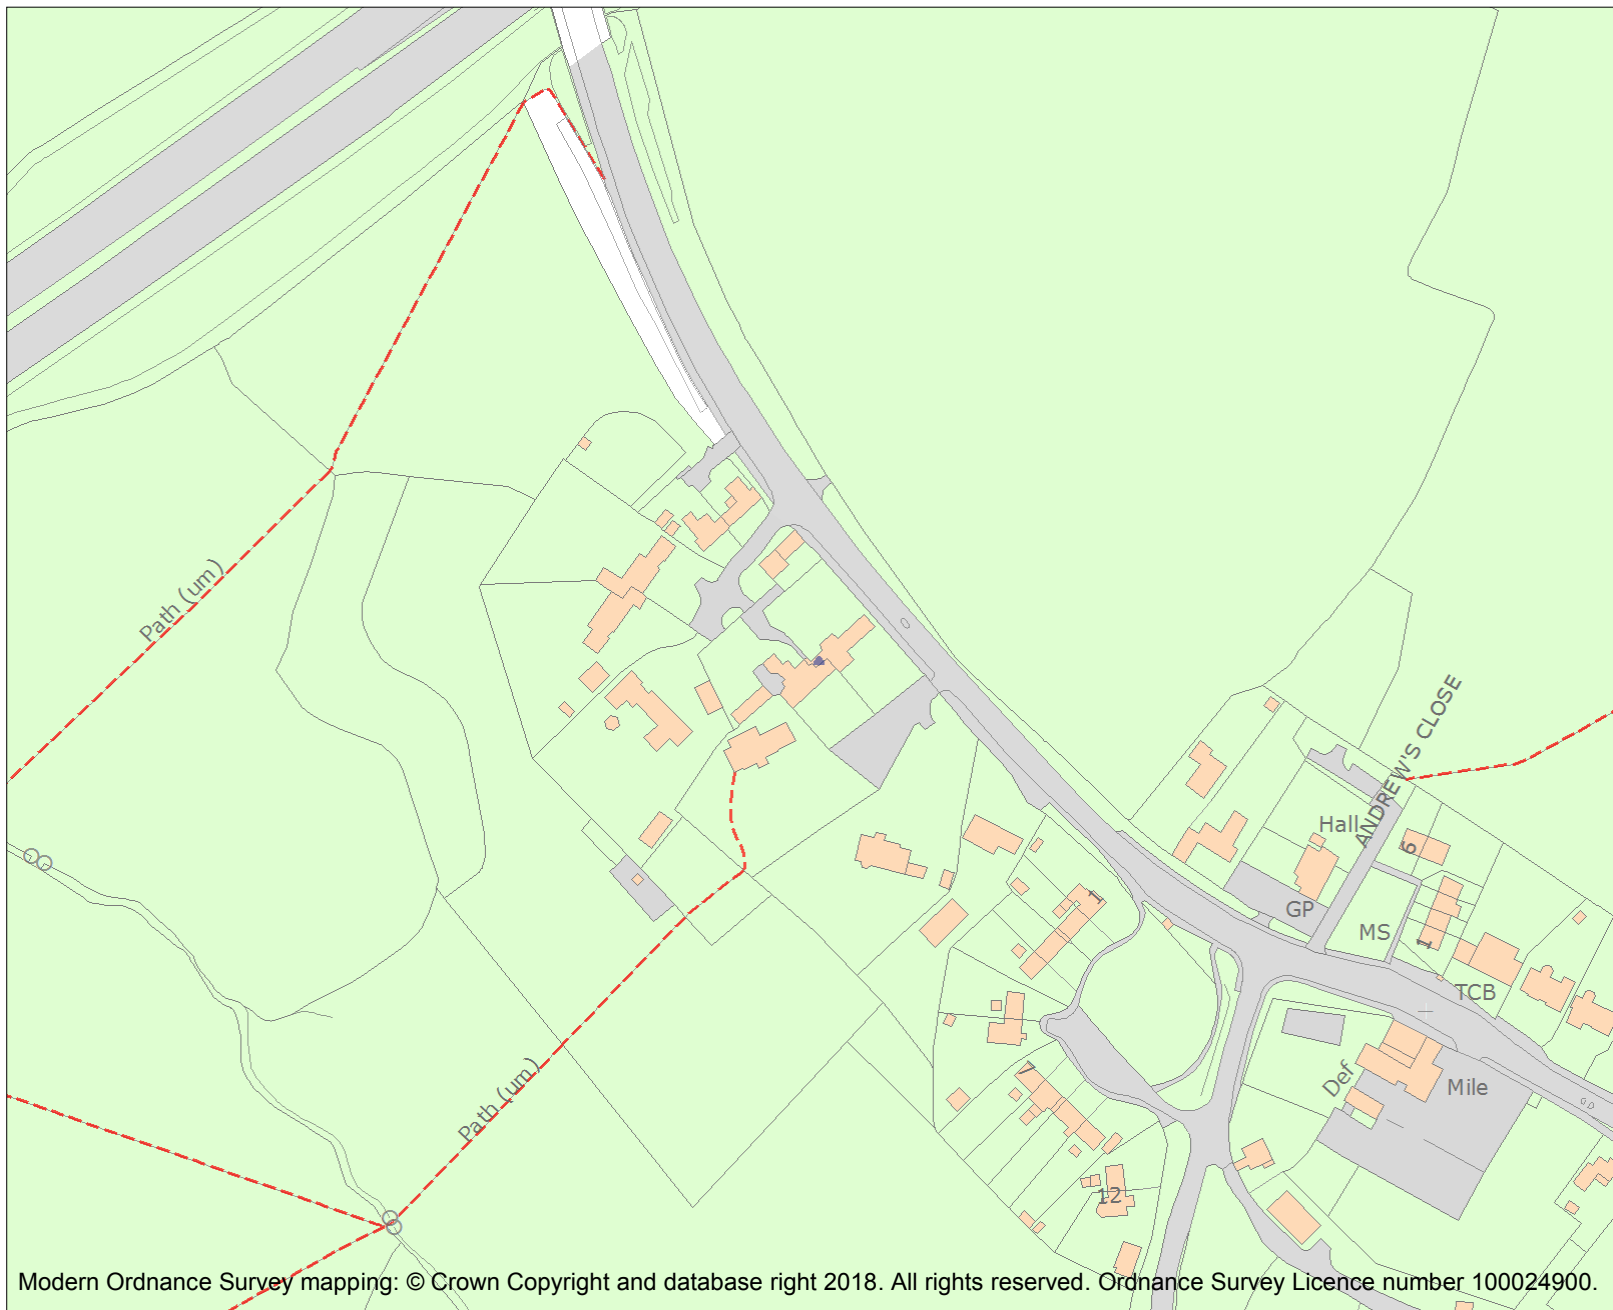 Path (um)
ANDREW'S CLOSE
Hall
6
1
GP
MS
1
TCB
Path (um)
7
Def
Mile
12
Modern Ordnance Survey mapping: © Crown Copyright and database right 2018. All rights reserved. Ordnance Survey Licence number 100024900.